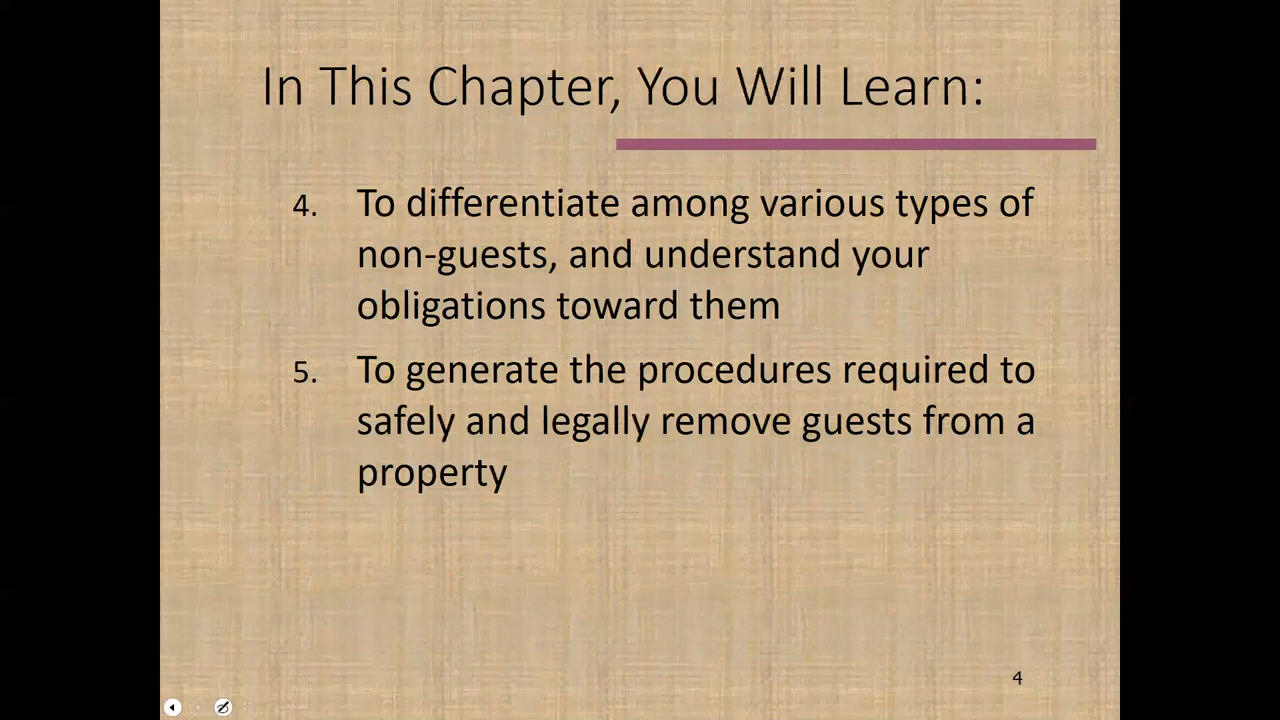 In This Chapter, You Will Learn:
4. To differentiate among various types of
non-guests, and understand your
obligations toward them
5. To generate the procedures required to
safely and legally remove guests from a
property
4